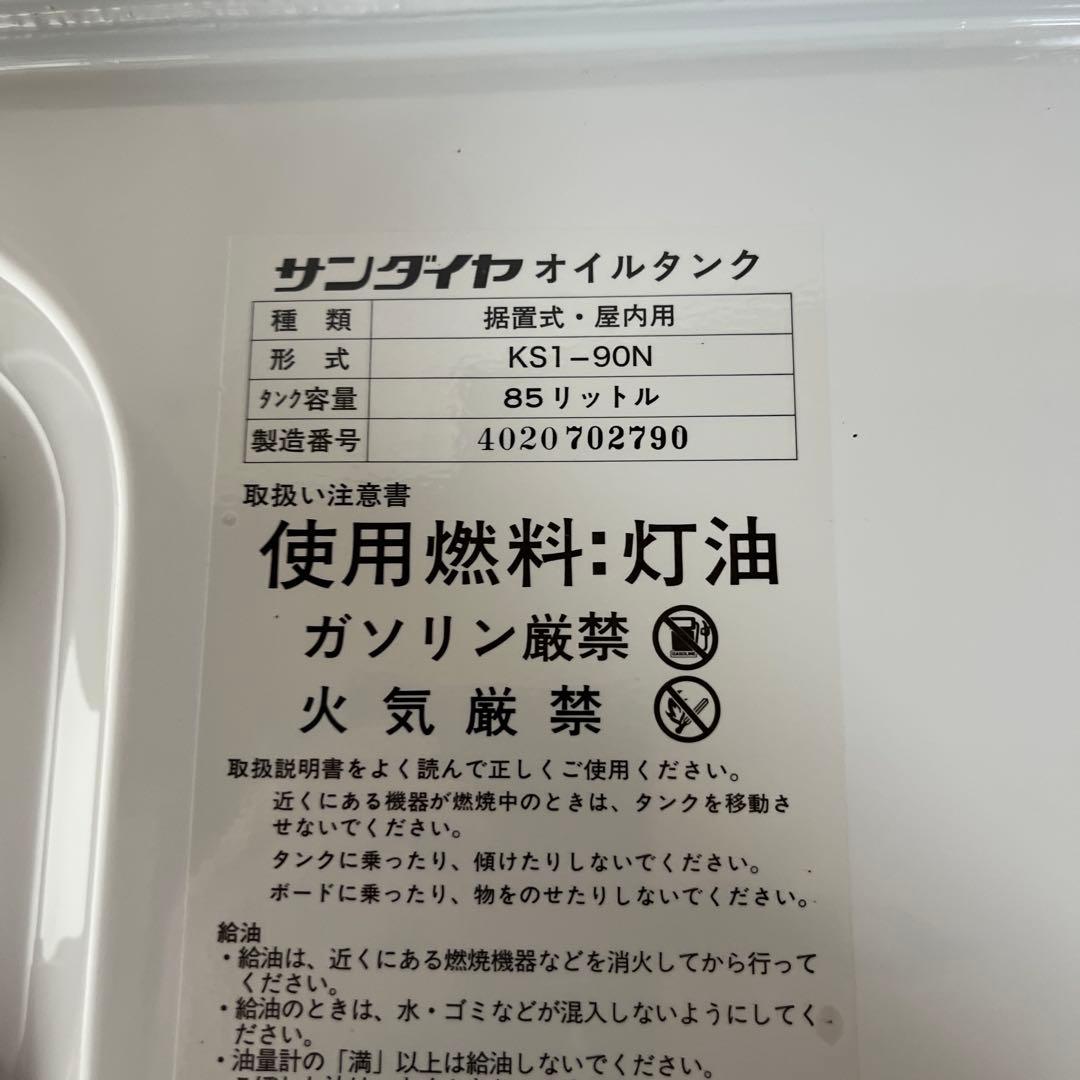 サンダイヤ オイルタンク
種類 据置式・屋内用
形式 KS1-90N
タンク容量 85リットル
製造番号 4020702790
取扱い注意書
使用燃料:灯油
ガソリン厳禁
GASOLINE
火気厳禁
取扱説明書をよく読んで正しくご使用ください。
近くにある機器が燃焼中のときは、タンクを移動さ
せないでください。
タンクに乗ったり、傾けたりしないでください。
ボードに乗ったり、物をのせたりしないでください。
給油
・給油は、近くにある燃焼機器などを消火してから行って
ください。
・給油のときは、水・ゴミなどが混入しないようにしてく
ださい。
・油量計の「満」以上は給油しないでください。